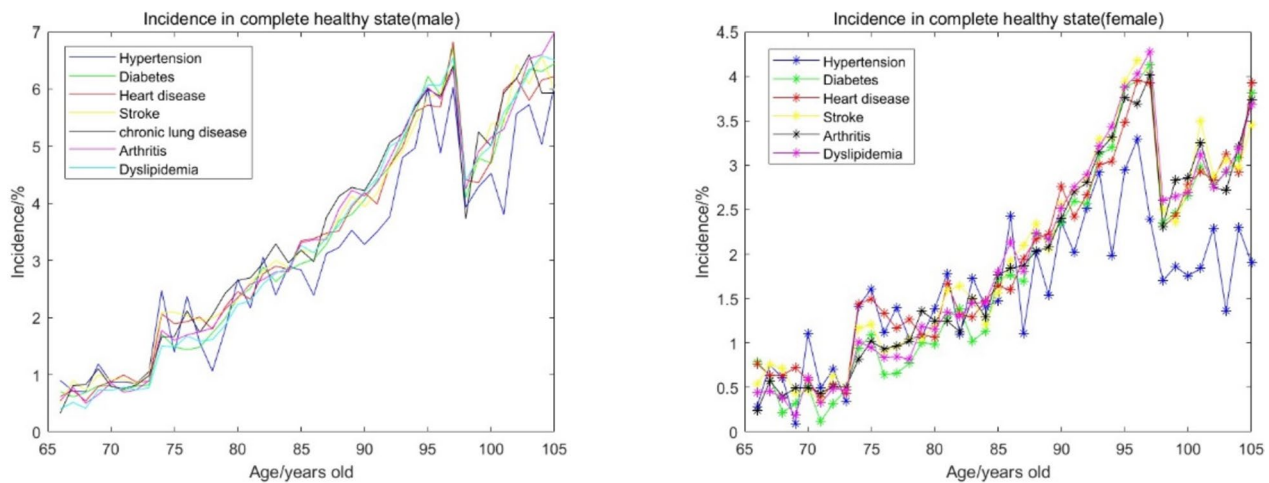 Incidence in complete healthy state(male)
7
6
5
4
3
2
1
0
Incidence/%
Hypertension
Diabetes
Heart disease
Stroke
chronic lung disease
Arthritis
Dyslipidemia
65 70 75 80 85 90 95 100 105
Age/years old
Incidence in complete healthy state(female)
4.5
4
3.5
3
2.5
2
1.5
1
0.5
0
Incidence/%
Hypertension
Diabetes
Heart disease
Stroke
Arthritis
Dyslipidemia
65 70 75 80 85 90 95 100 105
Age/years old